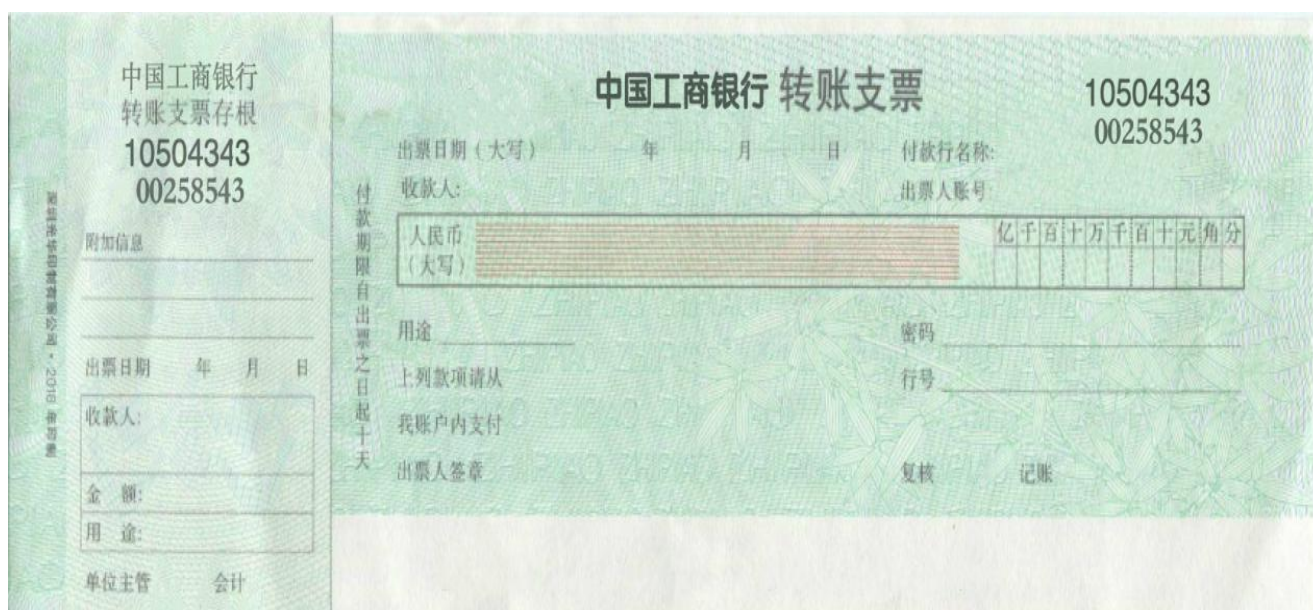 中国工商银行
转账支票存根
10504343
00258543
附加信息
出票日期 年 月 日
收款人:
金 额:
用 途:
单位主管 会计
付款期限自出票之日起十天
中国工商银行 转账支票
10504343
00258543
出票日期(大写) 年 月 日 付款行名称:
收款人: 出票人账号
人民币
(大写)
亿千百十万千百十元角分
用途 密码
上列款项请从 行号
我账户内支付
出票人签章 复核 记账